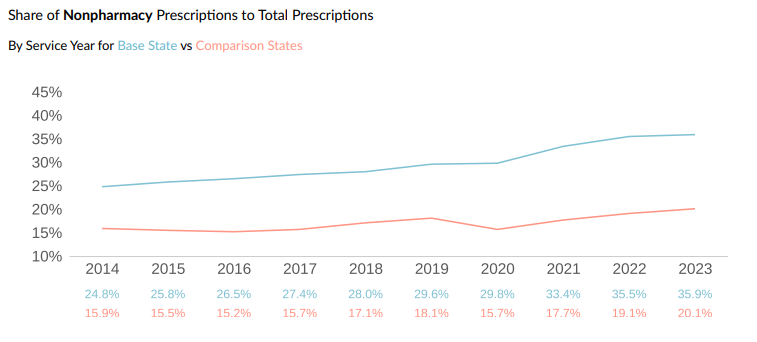 Share of Nonpharmacy Prescriptions to Total Prescriptions
By Service Year for Base State vs Comparison States
45%
40%
35%
30%
25%
20%
15%
10%
2014 2015 2016 2017 2018 2019 2020 2021 2022 2023
24.8% 25.8% 26.5% 27.4% 28.0% 29.6% 29.8% 33.4% 35.5% 35.9%
15.9% 15.5% 15.2% 15.7% 17.1% 18.1% 15.7% 17.7% 19.1% 20.1%